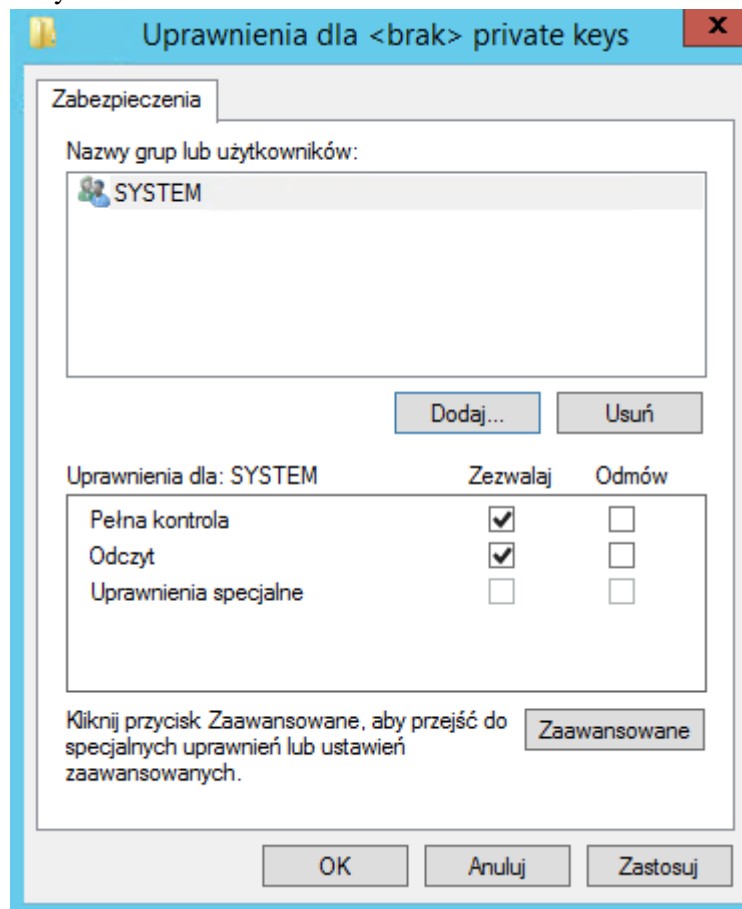 Uprawnienia dla <brak> private keys
Zabezpieczenia
Nazwy grup lub użytkowników:
SYSTEM
Dodaj...
Usuń
Uprawnienia dla: SYSTEM Zezwalaj Odmów
Pełna kontrola
Odczyt
Uprawnienia specjalne
Kliknij przycisk Zaawansowane, aby przejść do
specjalnych uprawnień lub ustawień
zaawansowanych.
Zaawansowane
OK
Anuluj
Zastosuj